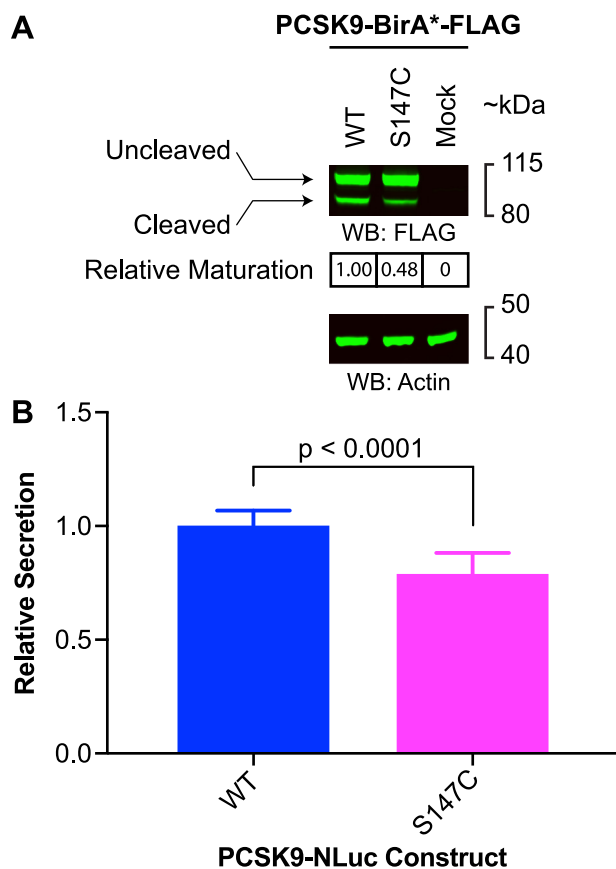 A
PCSK9-BirA*-FLAG
WT
S147C
Mock
~kDa
Uncleaved
Cleaved
115
80
WB: FLAG
Relative Maturation
1.00 0.48 0
50
40
WB: Actin
B
p < 0.0001
Relative Secretion
1.5
1.0
0.5
0.0
WT
S147C
PCSK9-NLuc Construct